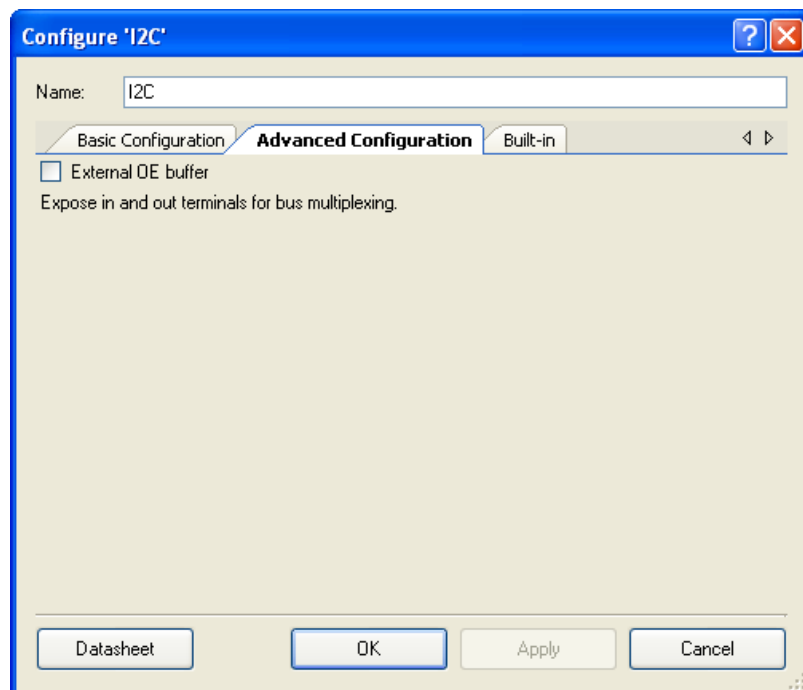 Configure 'I2C'
Name: I2C
Basic Configuration Advanced Configuration Built-in
External OE buffer
Expose in and out terminals for bus multiplexing.
Datasheet OK Apply Cancel